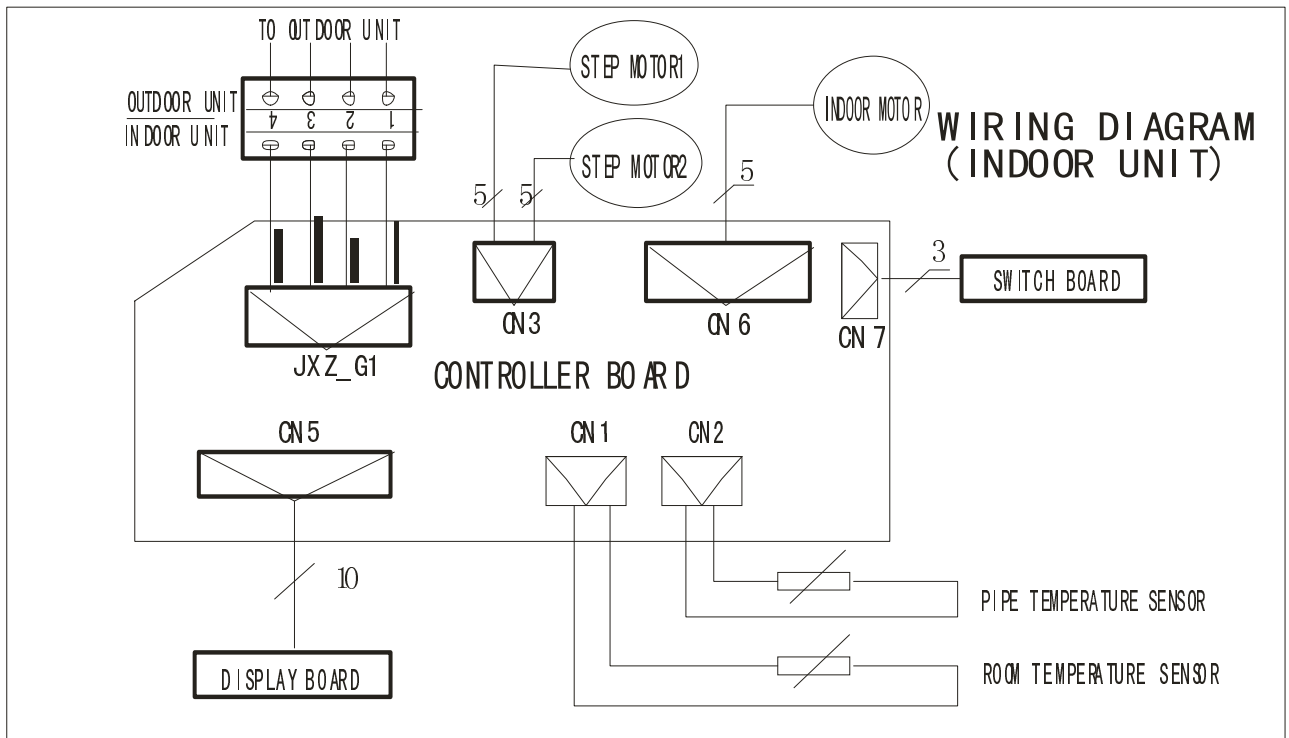 TO OUTDOOR UNIT
OUTDOOR UNIT
INDOOR UNIT
4 3 2 1
STEP MOTOR1
STEP MOTOR2
INDOOR MOTOR
WIRING DIAGRAM
(INDOOR UNIT)
5
5
5
3
SWITCH BOARD
CN3
CN6
CN7
JXZ_G1
CONTROLLER BOARD
CN5
CN1
CN2
10
DISPLAY BOARD
PIPE TEMPERATURE SENSOR
ROOM TEMPERATURE SENSOR